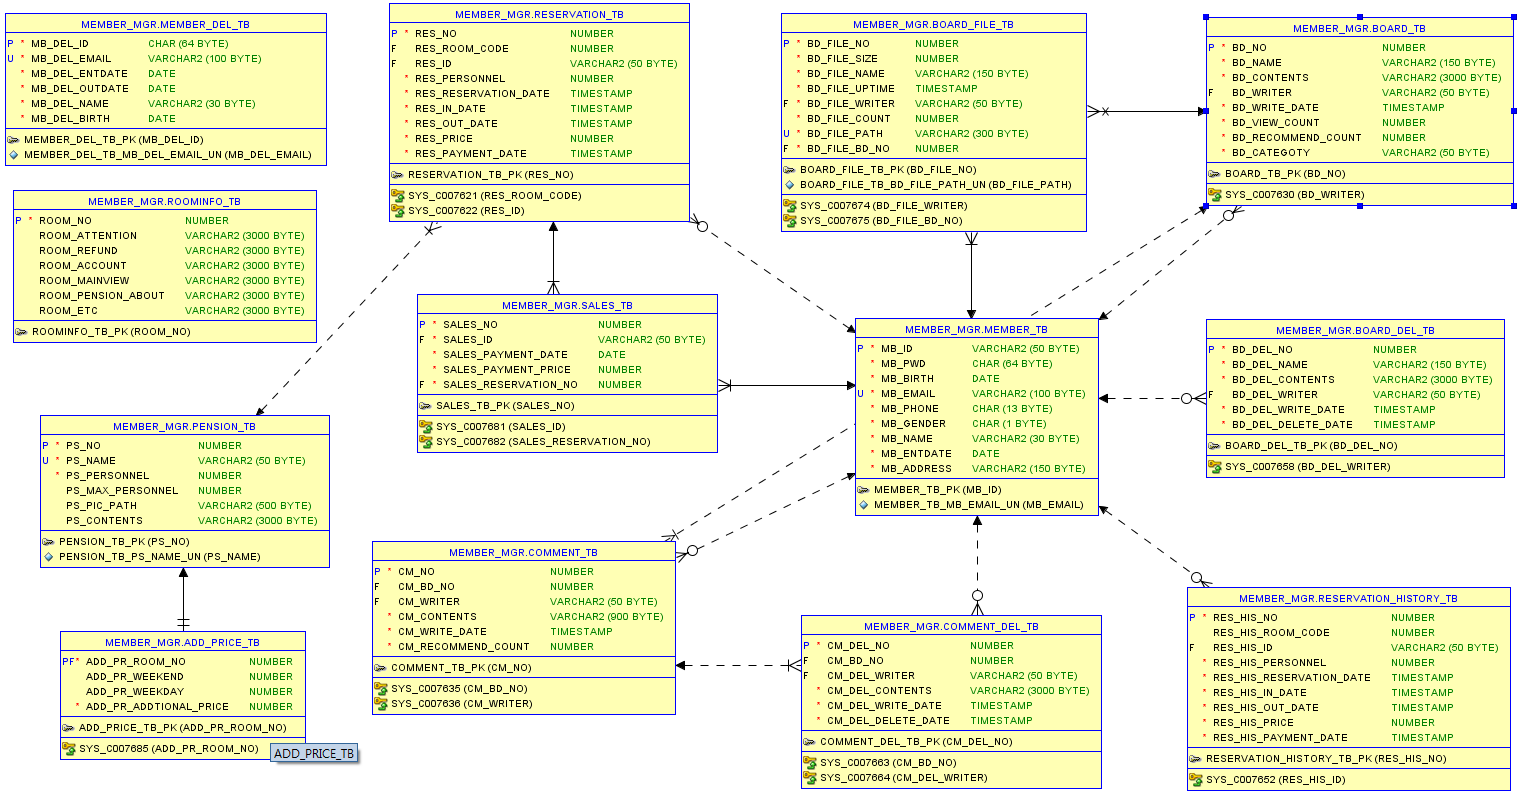 MEMBER_MGR.MEMBER_DEL_TB
P * MB_DEL_ID CHAR (64 BYTE)
U * MB_DEL_EMAIL VARCHAR2 (100 BYTE)
* MB_DEL_ENTDATE DATE
* MB_DEL_OUTDATE DATE
* MB_DEL_NAME VARCHAR2 (30 BYTE)
* MB_DEL_BIRTH DATE
MEMBER_DEL_TB_PK (MB_DEL_ID)
MEMBER_DEL_TB_MB_DEL_EMAIL_UN (MB_DEL_EMAIL)
MEMBER_MGR.RESERVATION_TB
P * RES_NO NUMBER
F RES_ROOM_CODE NUMBER
F RES_ID VARCHAR2 (50 BYTE)
* RES_PERSONNEL NUMBER
* RES_RESERVATION_DATE TIMESTAMP
* RES_IN_DATE TIMESTAMP
* RES_OUT_DATE TIMESTAMP
* RES_PRICE NUMBER
* RES_PAYMENT_DATE TIMESTAMP
RESERVATION_TB_PK (RES_NO)
SYS_C007621 (RES_ROOM_CODE)
SYS_C007622 (RES_ID)
MEMBER_MGR.BOARD_FILE_TB
P * BD_FILE_NO NUMBER
* BD_FILE_SIZE NUMBER
* BD_FILE_NAME VARCHAR2 (150 BYTE)
* BD_FILE_UPTIME TIMESTAMP
F * BD_FILE_WRITER VARCHAR2 (50 BYTE)
* BD_FILE_COUNT NUMBER
U * BD_FILE_PATH VARCHAR2 (300 BYTE)
F * BD_FILE_BD_NO NUMBER
BOARD_FILE_TB_PK (BD_FILE_NO)
BOARD_FILE_TB_BD_FILE_PATH_UN (BD_FILE_PATH)
SYS_C007674 (BD_FILE_WRITER)
SYS_C007675 (BD_FILE_BD_NO)
MEMBER_MGR.BOARD_TB
P * BD_NO NUMBER
* BD_NAME VARCHAR2 (150 BYTE)
* BD_CONTENTS VARCHAR2 (3000 BYTE)
F BD_WRITER VARCHAR2 (50 BYTE)
* BD_WRITE_DATE TIMESTAMP
* BD_VIEW_COUNT NUMBER
* BD_RECOMMEND_COUNT NUMBER
* BD_CATEGOTY VARCHAR2 (50 BYTE)
BOARD_TB_PK (BD_NO)
SYS_C007630 (BD_WRITER)
MEMBER_MGR.ROOMINFO_TB
P * ROOM_NO NUMBER
ROOM_ATTENTION VARCHAR2 (3000 BYTE)
ROOM_REFUND VARCHAR2 (3000 BYTE)
ROOM_ACCOUNT VARCHAR2 (3000 BYTE)
ROOM_MAINVIEW VARCHAR2 (3000 BYTE)
ROOM_PENSION_ABOUT VARCHAR2 (3000 BYTE)
ROOM_ETC VARCHAR2 (3000 BYTE)
ROOMINFO_TB_PK (ROOM_NO)
MEMBER_MGR.SALES_TB
P * SALES_NO NUMBER
F * SALES_ID VARCHAR2 (50 BYTE)
* SALES_PAYMENT_DATE DATE
* SALES_PAYMENT_PRICE NUMBER
F * SALES_RESERVATION_NO NUMBER
SALES_TB_PK (SALES_NO)
SYS_C007681 (SALES_ID)
SYS_C007682 (SALES_RESERVATION_NO)
MEMBER_MGR.MEMBER_TB
P * MB_ID VARCHAR2 (50 BYTE)
* MB_PWD CHAR (64 BYTE)
* MB_BIRTH DATE
U * MB_EMAIL VARCHAR2 (100 BYTE)
* MB_PHONE CHAR (13 BYTE)
* MB_GENDER CHAR (1 BYTE)
* MB_NAME VARCHAR2 (30 BYTE)
* MB_ENTDATE DATE
* MB_ADDRESS VARCHAR2 (150 BYTE)
MEMBER_TB_PK (MB_ID)
MEMBER_TB_MB_EMAIL_UN (MB_EMAIL)
MEMBER_MGR.BOARD_DEL_TB
P * BD_DEL_NO NUMBER
* BD_DEL_NAME VARCHAR2 (150 BYTE)
* BD_DEL_CONTENTS VARCHAR2 (3000 BYTE)
F BD_DEL_WRITER VARCHAR2 (50 BYTE)
* BD_DEL_WRITE_DATE TIMESTAMP
* BD_DEL_DELETE_DATE TIMESTAMP
BOARD_DEL_TB_PK (BD_DEL_NO)
SYS_C007658 (BD_DEL_WRITER)
MEMBER_MGR.PENSION_TB
P * PS_NO NUMBER
U * PS_NAME VARCHAR2 (50 BYTE)
* PS_PERSONNEL NUMBER
PS_MAX_PERSONNEL NUMBER
PS_PIC_PATH VARCHAR2 (500 BYTE)
PS_CONTENTS VARCHAR2 (3000 BYTE)
PENSION_TB_PK (PS_NO)
PENSION_TB_PS_NAME_UN (PS_NAME)
MEMBER_MGR.COMMENT_TB
P * CM_NO NUMBER
F CM_BD_NO NUMBER
F CM_WRITER VARCHAR2 (50 BYTE)
* CM_CONTENTS VARCHAR2 (900 BYTE)
* CM_WRITE_DATE TIMESTAMP
* CM_RECOMMEND_COUNT NUMBER
COMMENT_TB_PK (CM_NO)
SYS_C007635 (CM_BD_NO)
SYS_C007636 (CM_WRITER)
MEMBER_MGR.ADD_PRICE_TB
PF* ADD_PR_ROOM_NO NUMBER
ADD_PR_WEEKEND NUMBER
ADD_PR_WEEKDAY NUMBER
* ADD_PR_ADDTIONAL_PRICE NUMBER
ADD_PRICE_TB_PK (ADD_PR_ROOM_NO)
SYS_C007685 (ADD_PR_ROOM_NO)
ADD_PRICE_TB
MEMBER_MGR.COMMENT_DEL_TB
P * CM_DEL_NO NUMBER
F CM_BD_NO NUMBER
F CM_DEL_WRITER VARCHAR2 (50 BYTE)
* CM_DEL_CONTENTS VARCHAR2 (3000 BYTE)
* CM_DEL_WRITE_DATE TIMESTAMP
* CM_DEL_DELETE_DATE TIMESTAMP
COMMENT_DEL_TB_PK (CM_DEL_NO)
SYS_C007663 (CM_BD_NO)
SYS_C007664 (CM_DEL_WRITER)
MEMBER_MGR.RESERVATION_HISTORY_TB
P * RES_HIS_NO NUMBER
RES_HIS_ROOM_CODE NUMBER
F RES_HIS_ID VARCHAR2 (50 BYTE)
* RES_HIS_PERSONNEL NUMBER
* RES_HIS_RESERVATION_DATE TIMESTAMP
* RES_HIS_IN_DATE TIMESTAMP
* RES_HIS_OUT_DATE TIMESTAMP
* RES_HIS_PRICE NUMBER
* RES_HIS_PAYMENT_DATE TIMESTAMP
RESERVATION_HISTORY_TB_PK (RES_HIS_NO)
SYS_C007652 (RES_HIS_ID)